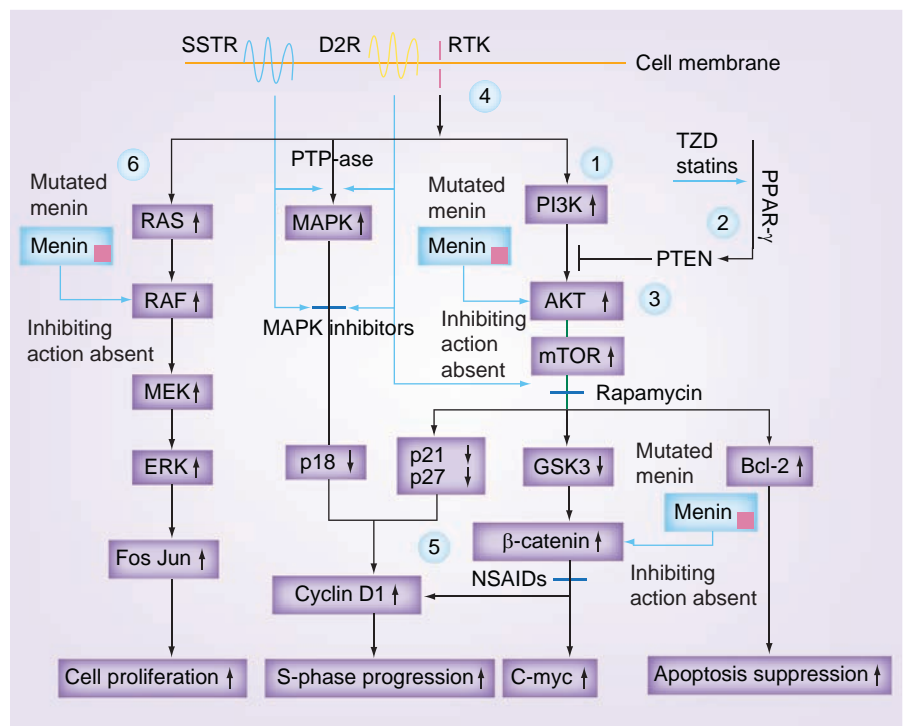 SSTR
D2R
RTK
Cell membrane
4
6
PTP-ase
1
TZD
statins
PPAR-γ
Mutated
menin
Menin
RAS
MAPK
Mutated
menin
Menin
PI3K
2
PTEN
RAF
Inhibiting
action absent
MAPK inhibitors
AKT
3
Inhibiting
action
absent
mTOR
MEK
Rapamycin
ERK
p18
p21
p27
GSK3
Mutated
menin
Menin
Bcl-2
Fos Jun
5
β-catenin
NSAIDs
Inhibiting
action absent
Cyclin D1
Cell proliferation
S-phase progression
C-myc
Apoptosis suppression